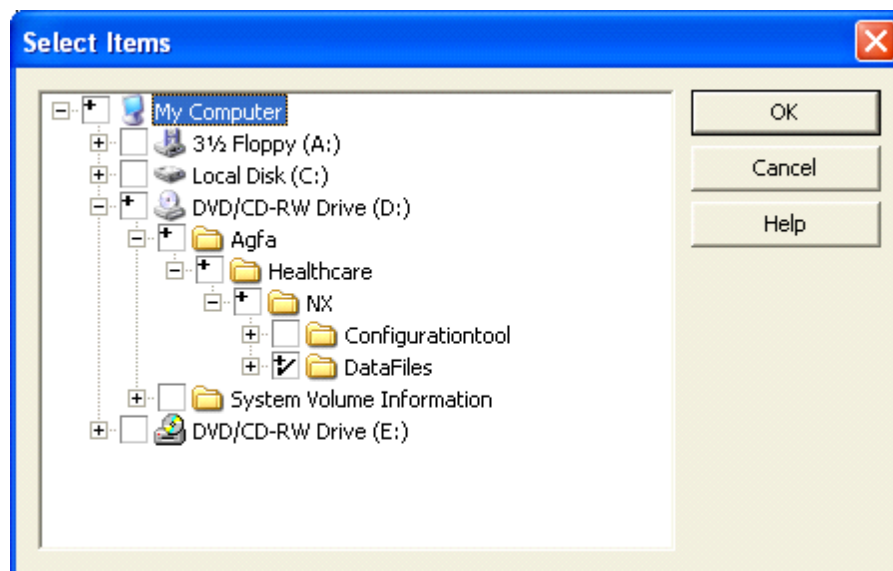 Select Items
My Computer
OK
3½ Floppy (A:)
Local Disk (C:)
Cancel
DVD/CD-RW Drive (D:)
Agfa
Help
Healthcare
NX
Configurationtool
DataFiles
System Volume Information
DVD/CD-RW Drive (E:)